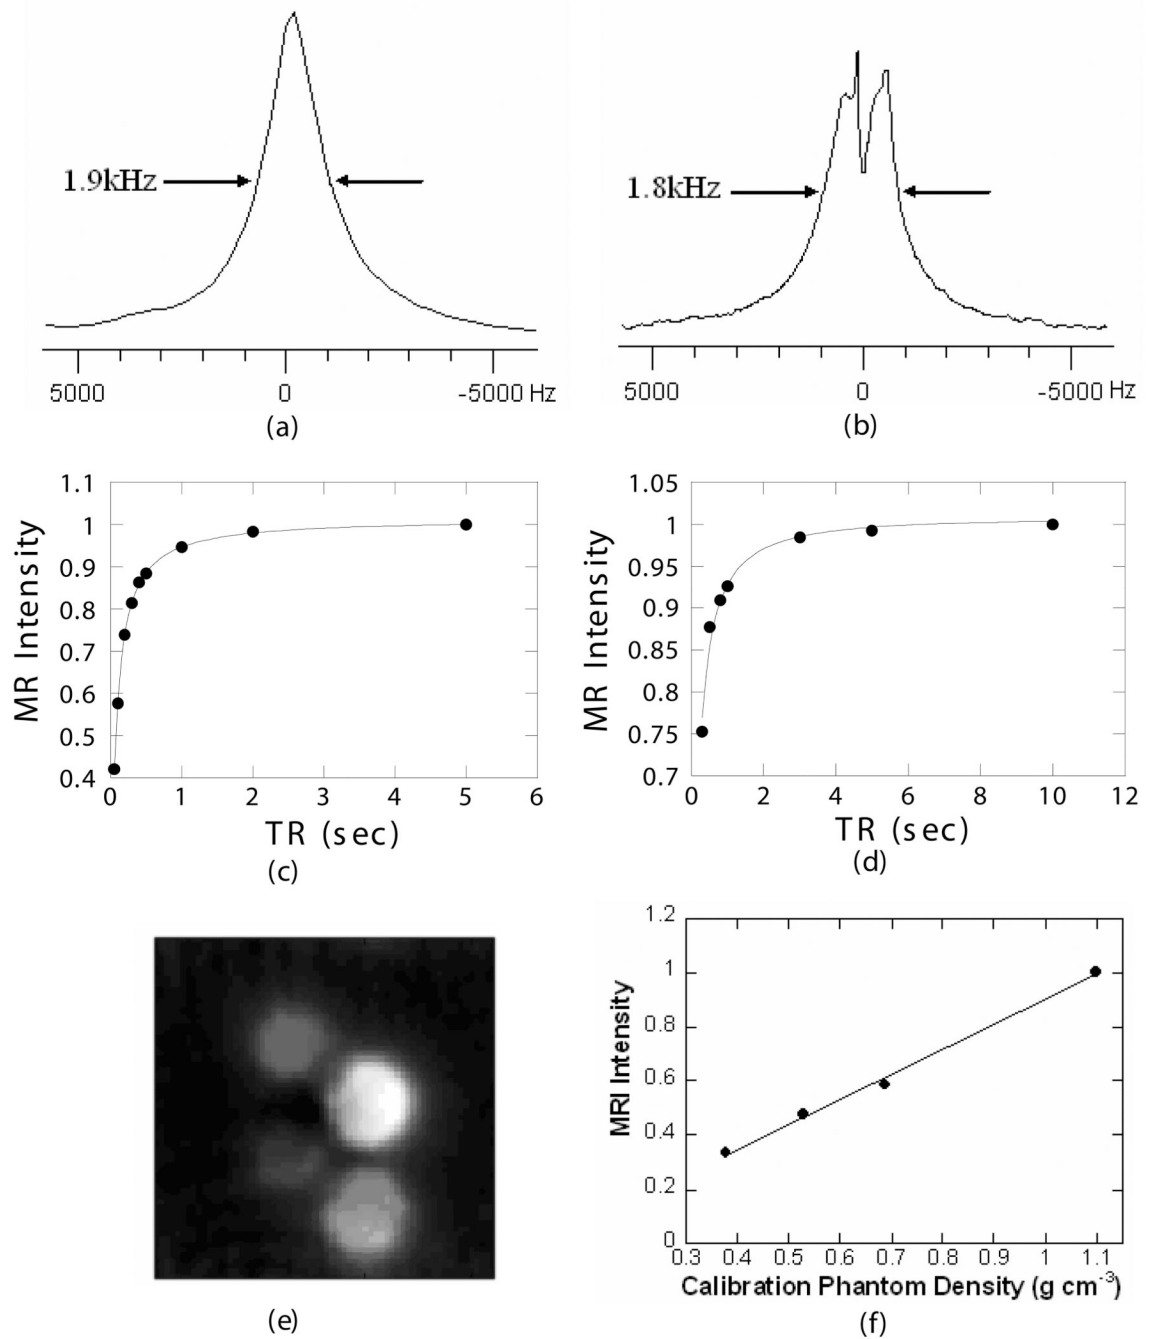 1.9kHz
5000 0 -5000 Hz
(a)
1.8kHz
5000 0 -5000 Hz
(b)
1.1
1
0.9
0.8
0.7
0.6
0.5
0.4
MR Intensity
0 1 2 3 4 5 6
TR (sec)
(c)
1.05
1
0.95
0.9
0.85
0.8
0.75
0.7
MR Intensity
0 2 4 6 8 10 12
TR (sec)
(d)
(e)
1.2
1
0.8
0.6
0.4
0.2
0
MRI Intensity
0.3 0.4 0.5 0.6 0.7 0.8 0.9 1 1.1
Calibration Phantom Density (g cm⁻³)
(f)